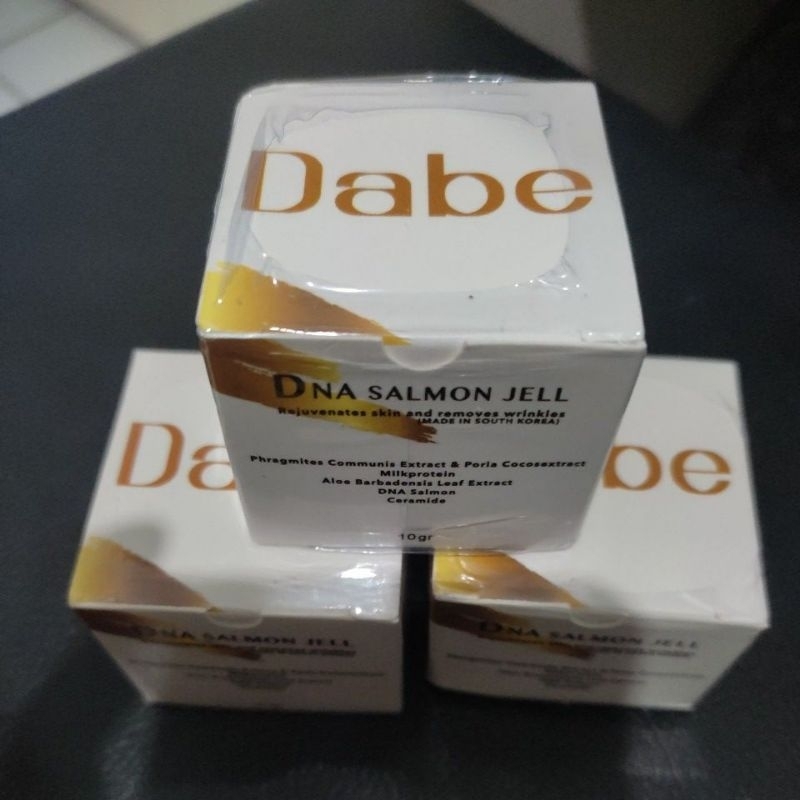 Dabe
DNA SALMON JELL
Rejuvenates skin and removes wrinkles
(MADE IN SOUTH KOREA)
Phragmites Communis Extract & Poria Cocosextract
Milkprotein
Aloe Barbadensis Leaf Extract
DNA Salmon
Ceramide
10gr
Da
DNA SALMON JELL
be
DNA SALMON JELL